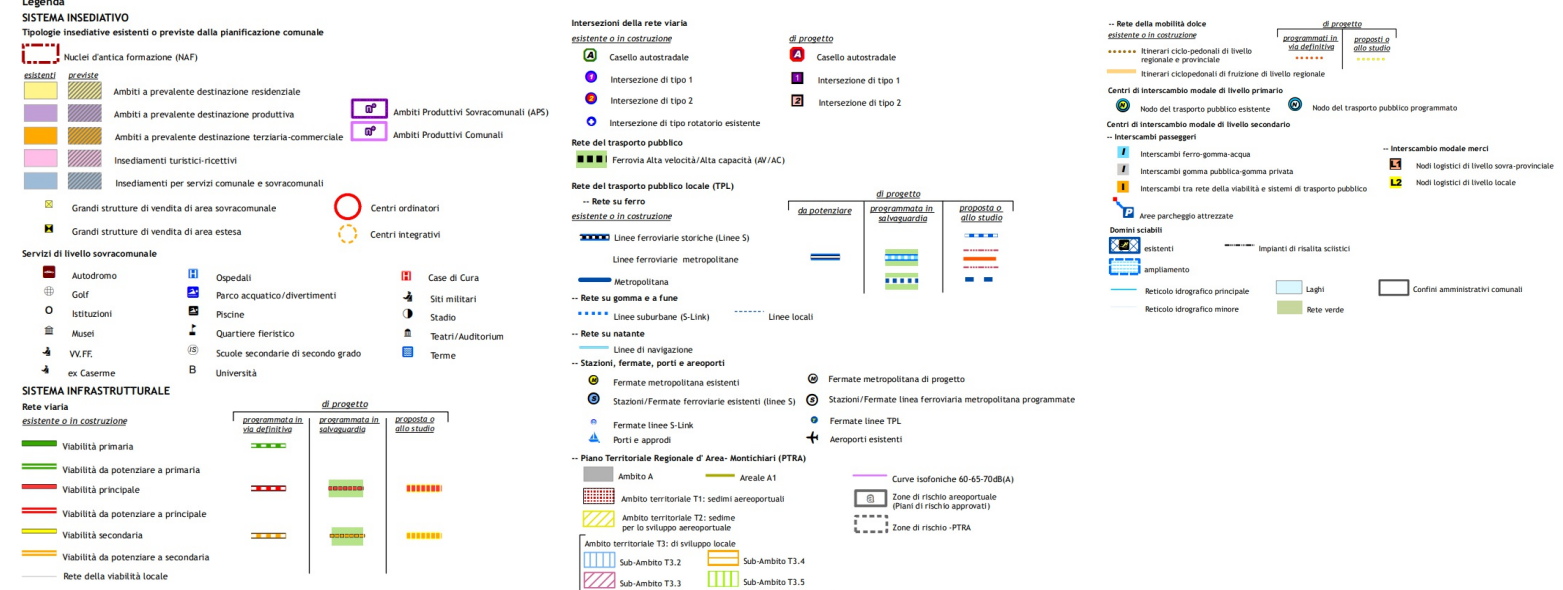 Legenda
SISTEMA INSEDIATIVO
Tipologie insediative esistenti o previste dalla pianificazione comunale
Nuclei d'antica formazione (NAF)
esistenti previste
Ambiti a prevalente destinazione residenziale
Ambiti a prevalente destinazione produttiva
n° Ambiti Produttivi Sovracomunali (APS)
Ambiti a prevalente destinazione terziaria-commerciale
n° Ambiti Produttivi Comunali
Insediamenti turistici-ricettivi
Insediamenti per servizi comunale e sovracomunali
Grandi strutture di vendita di area sovracomunale
Centri ordinatori
Grandi strutture di vendita di area estesa
Centri integrativi
Servizi di livello sovracomunale
Autodromo
H Ospedali
H Case di Cura
Golf
Parco acquatico/divertimenti
Siti militari
O Istituzioni
Piscine
Stadio
Musei
Quartiere fieristico
Teatri/Auditorium
VV.FF.
IS Scuole secondarie di secondo grado
Terme
ex Caserme
B Università
SISTEMA INFRASTRUTTURALE
Rete viaria
di progetto
esistente o in costruzione
programmata in via definitiva
programmata in salvaguardia
proposta o allo studio
Viabilità primaria
Viabilità da potenziare a primaria
Viabilità principale
Viabilità da potenziare a principale
Viabilità secondaria
Viabilità da potenziare a secondaria
Rete della viabilità locale
Intersezioni della rete viaria
esistente o in costruzione di progetto
A Casello autostradale A Casello autostradale
1 Intersezione di tipo 1 1 Intersezione di tipo 1
2 Intersezione di tipo 2 2 Intersezione di tipo 2
Intersezione di tipo rotatorio esistente
Rete del trasporto pubblico
Ferrovia Alta velocità/Alta capacità (AV/AC)
Rete del trasporto pubblico locale (TPL)
-- Rete su ferro
di progetto
esistente o in costruzione
da potenziare
programmata in salvaguardia
proposta o allo studio
Linee ferroviarie storiche (Linee S)
Linee ferroviarie metropolitane
Metropolitana
-- Rete su gomma e a fune
Linee suburbane (S-Link) Linee locali
-- Rete su natante
Linee di navigazione
-- Stazioni, fermate, porti e areoporti
M Fermate metropolitana esistenti
M Fermate metropolitana di progetto
S Stazioni/Fermate ferroviarie esistenti (linee S)
S Stazioni/Fermate linea ferroviaria metropolitana programmate
Fermate linee S-Link
Fermate linee TPL
Porti e approdi
Aeroporti esistenti
-- Piano Territoriale Regionale d' Area- Montichiari (PTRA)
Ambito A
Areale A1
Curve isofoniche 60-65-70dB(A)
Ambito territoriale T1: sedimi aereoportuali
Zone di rischio areoportuale
(Piani di rischio approvati)
Ambito territoriale T2: sedime
per lo sviluppo aereoportuale
Zone di rischio -PTRA
Ambito territoriale T3: di sviluppo locale
Sub-Ambito T3.2 Sub-Ambito T3.4
Sub-Ambito T3.3 Sub-Ambito T3.5
-- Rete della mobilità dolce
di progetto
esistente o in costruzione
programmati in via definitiva
proposti o allo studio
Itinerari ciclo-pedonali di livello
regionale e provinciale
Itinerari ciclopedonali di fruizione di livello regionale
Centri di intercambio modale di livello primario
N Nodo del trasporto pubblico esistente
N Nodo del trasporto pubblico programmato
Centri di intercambio modale di livello secondario
-- Interscambi passeggeri
-- Intercambio modale merci
I Interscambi ferro-gomma-acqua
L1 Nodi logistici di livello sovra-provinciale
I Interscambi gomma pubblica-gomma privata
L2 Nodi logistici di livello locale
I Interscambi tra rete della viabilità e sistemi di trasporto pubblico
P Aree parcheggio attrezzate
Domini sciabili
esistenti
Impianti di risalita sciistici
ampliamento
Reticolo idrografico principale
Laghi
Confini amministrativi comunali
Reticolo idrografico minore
Rete verde